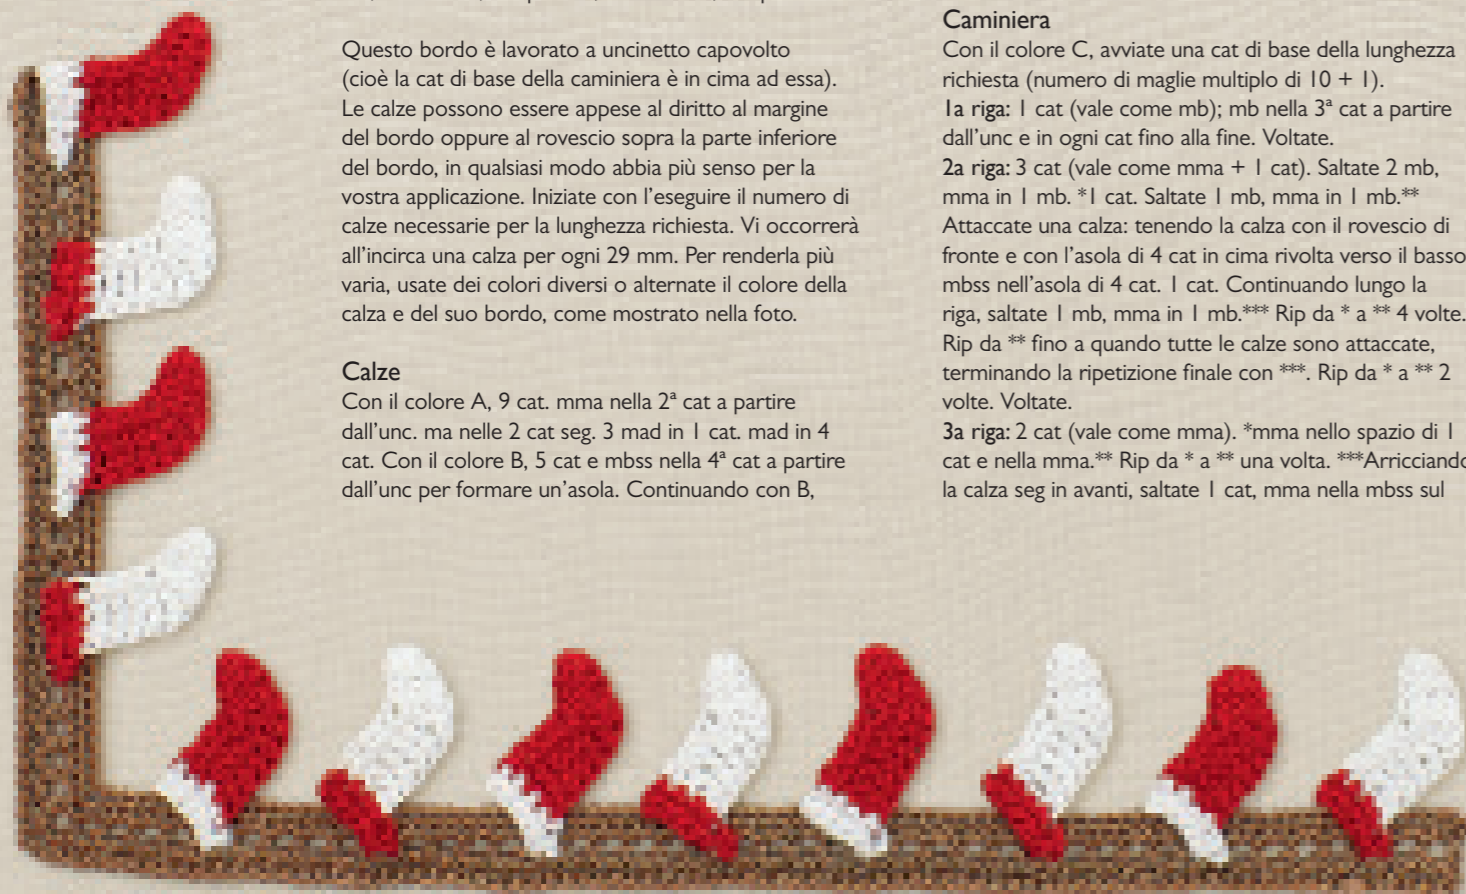 Questo bordo è lavorato a uncinetto capovolto
(cioè la cat di base della caminiera è in cima ad essa).
Le calze possono essere appese al diritto al margine
del bordo oppure al rovescio sopra la parte inferiore
del bordo, in qualsiasi modo abbia più senso per la
vostra applicazione. Iniziate con l'eseguire il numero di
calze necessarie per la lunghezza richiesta. Vi occorrerà
all'incirca una calza per ogni 29 mm. Per renderla più
varia, usate dei colori diversi o alternate il colore della
calza e del suo bordo, come mostrato nella foto.
Calze
Con il colore A, 9 cat. mma nella 2ª cat a partire
dall'unc. ma nelle 2 cat seg. 3 mad in 1 cat. mad in 4
cat. Con il colore B, 5 cat e mbss nella 4ª cat a partire
dall'unc per formare un'asola. Continuando con B,
Caminiera
Con il colore C, avviate una cat di base della lunghezza
richiesta (numero di maglie multiplo di 10 + 1).
1a riga: 1 cat (vale come mb); mb nella 3ª cat a partire
dall'unc e in ogni cat fino alla fine. Voltate.
2a riga: 3 cat (vale come mma + 1 cat). Saltate 2 mb,
mma in 1 mb. *1 cat. Saltate 1 mb, mma in 1 mb.**
Attaccate una calza: tenendo la calza con il rovescio di
fronte e con l'asola di 4 cat in cima rivolta verso il basso
mbss nell'asola di 4 cat. 1 cat. Continuando lungo la
riga, saltate 1 mb, mma in 1 mb.*** Rip da * a ** 4 volte.
Rip da ** fino a quando tutte le calze sono attaccate,
terminando la ripetizione finale con ***. Rip da * a ** 2
volte. Voltate.
3a riga: 2 cat (vale come mma). *mma nello spazio di 1
cat e nella mma.** Rip da * a ** una volta. ***Arricciando
la calza seg in avanti, saltate 1 cat, mma nella mbss sul